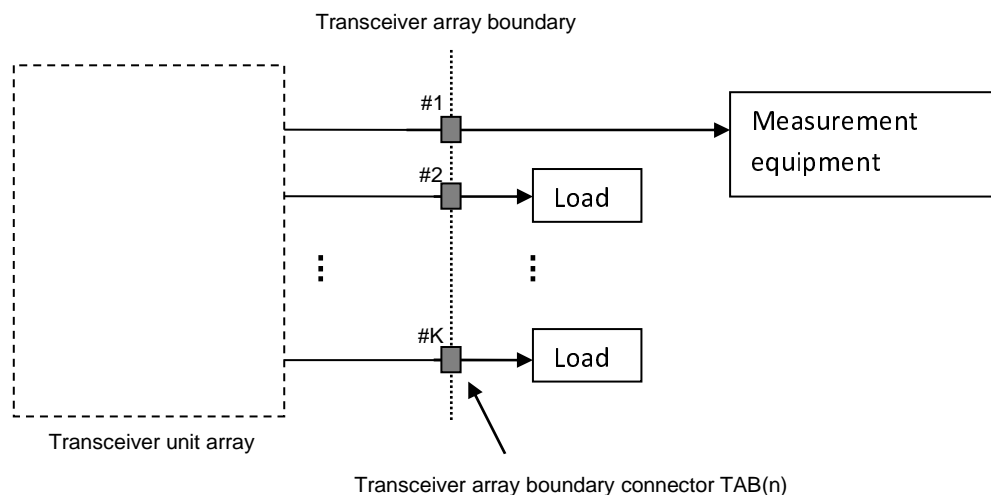 Transceiver array boundary
#1
Measurement
equipment
#2
Load
#K
Load
Transceiver unit array
Transceiver array boundary connector TAB(n)